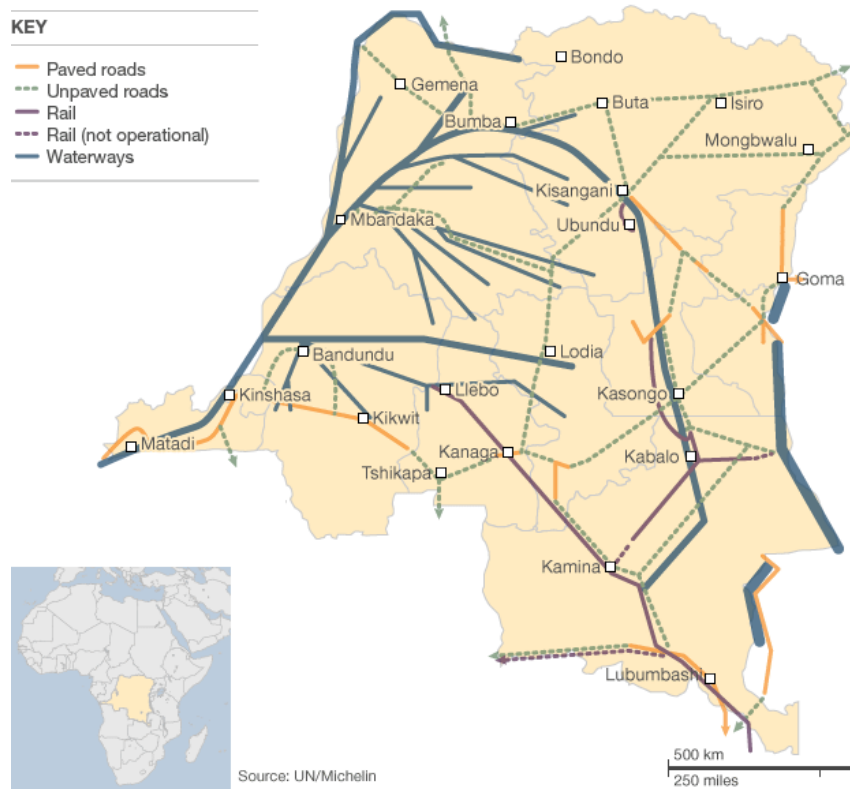 KEY
Paved roads
Unpaved roads
Rail
Rail (not operational)
Waterways
Bondo
Gemena
Buta
Isiro
Bumba
Mongbwalu
Kisangani
Mbandaka
Ubundu
Goma
Bandundu
Lodia
Llebo
Kinshasa
Kasongo
Kikwit
Matadi
Kanaga
Kabalo
Tshikapa
Kamina
Lubumbashi
500 km
250 miles
Source: UN/Michelin